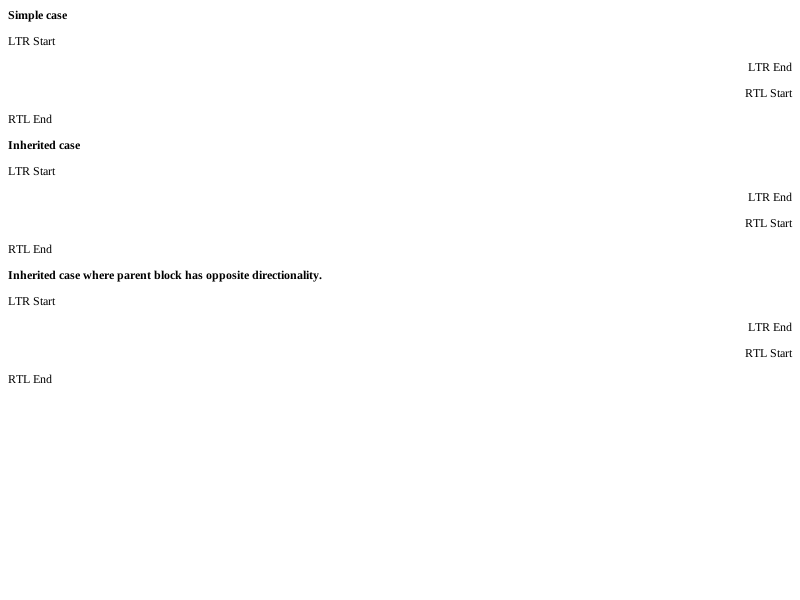 Simple case
LTR Start
LTR End
RTL Start
RTL End
Inherited case
LTR Start
LTR End
RTL Start
RTL End
Inherited case where parent block has opposite directionality.
LTR Start
LTR End
RTL Start
RTL End